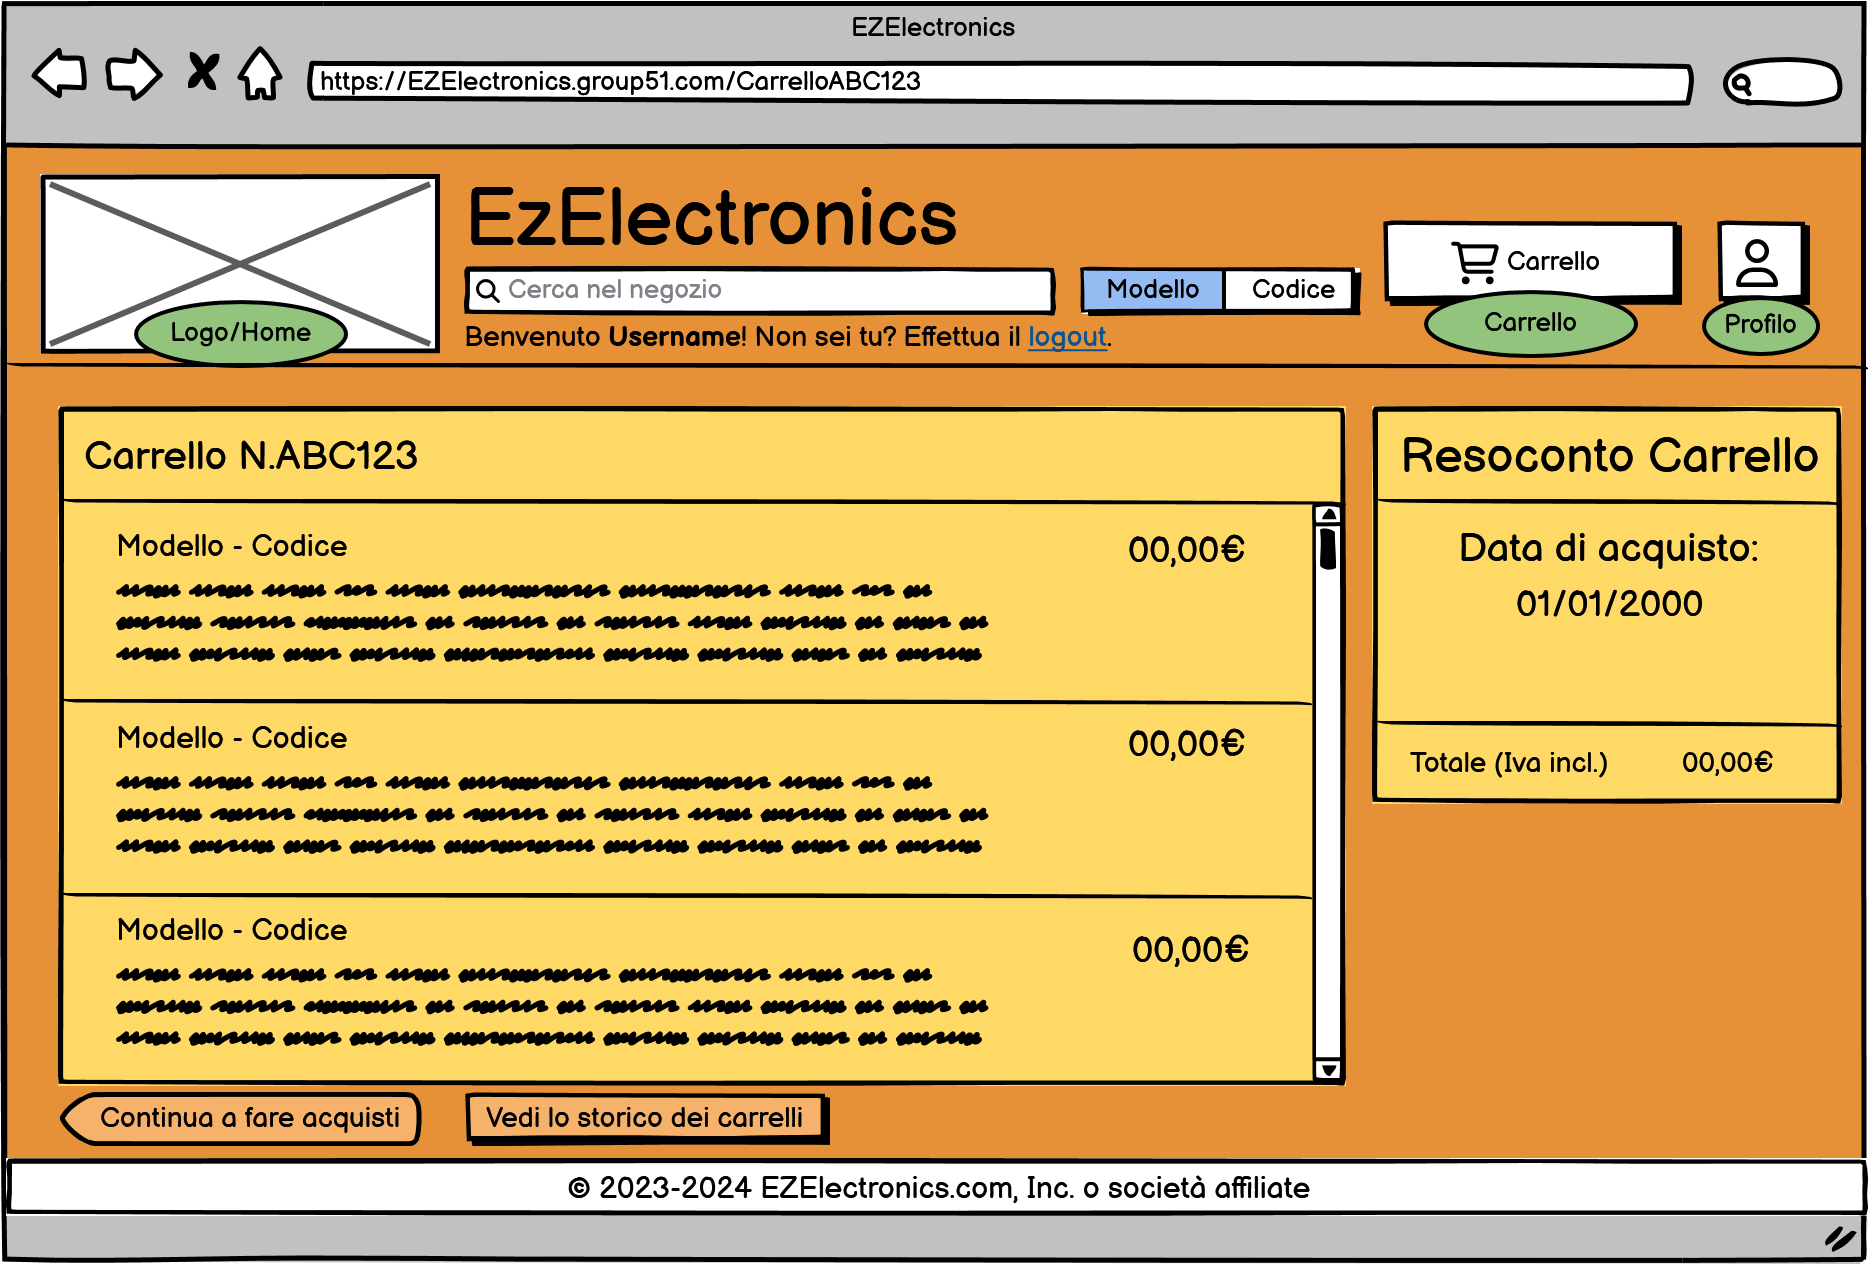 EZElectronics
https://EZElectronics.group51.com/CarrelloABC123
EzElectronics
Logo/Home
Cerca nel negozio
Modello
Codice
Carrello
Carrello
Profilo
Benvenuto Username! Non sei tu? Effettua il logout.
Carrello N.ABC123
Modello - Codice
00,00€
Modello - Codice
00,00€
Modello - Codice
00,00€
Resoconto Carrello
Data di acquisto:
01/01/2000
Totale (Iva incl.)
00,00€
Continua a fare acquisti
Vedi lo storico dei carrelli
© 2023-2024 EZElectronics.com, Inc. o società affiliate